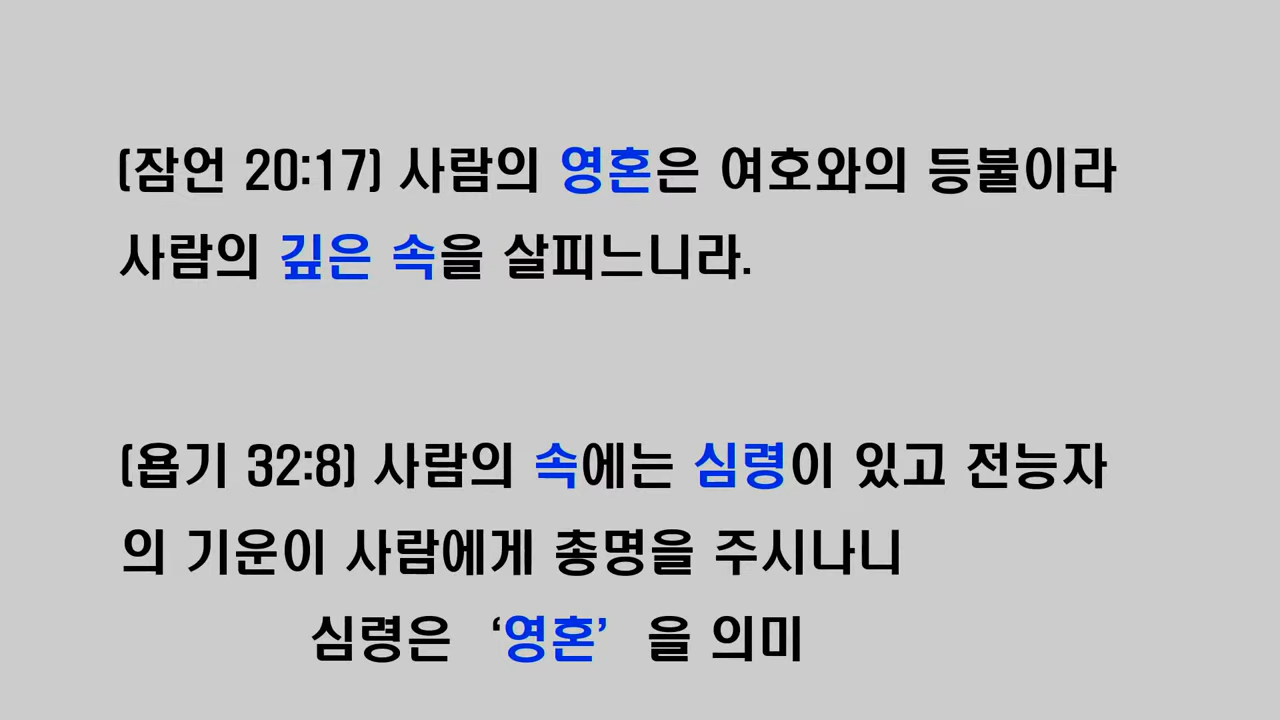 (잠언 20:17) 사람의 영혼은 여호와의 등불이라
사람의 깊은 속을 살피느니라.
(욥기 32:8) 사람의 속에는 심령이 있고 전능자
의 기운이 사람에게 총명을 주시나니
심령은 ‘영혼’ 을 의미